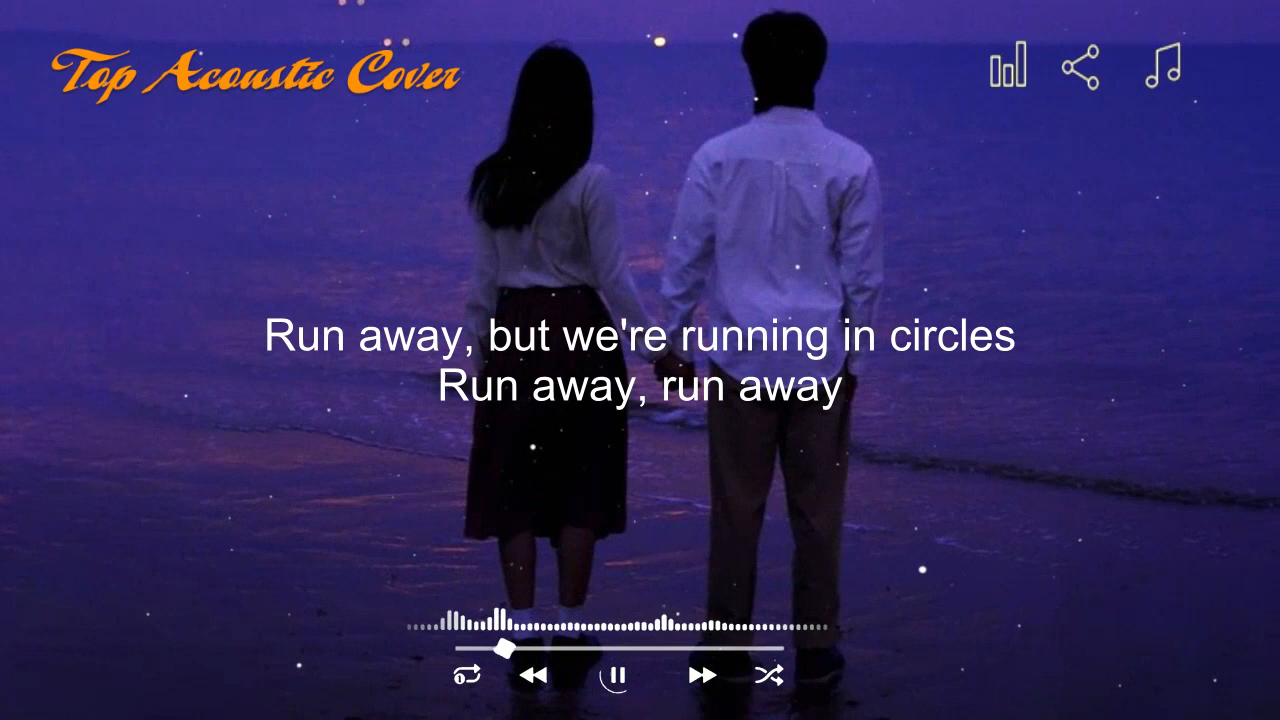 Top Acoustic Cover
Run away, but we're running in circles
Run away, run away